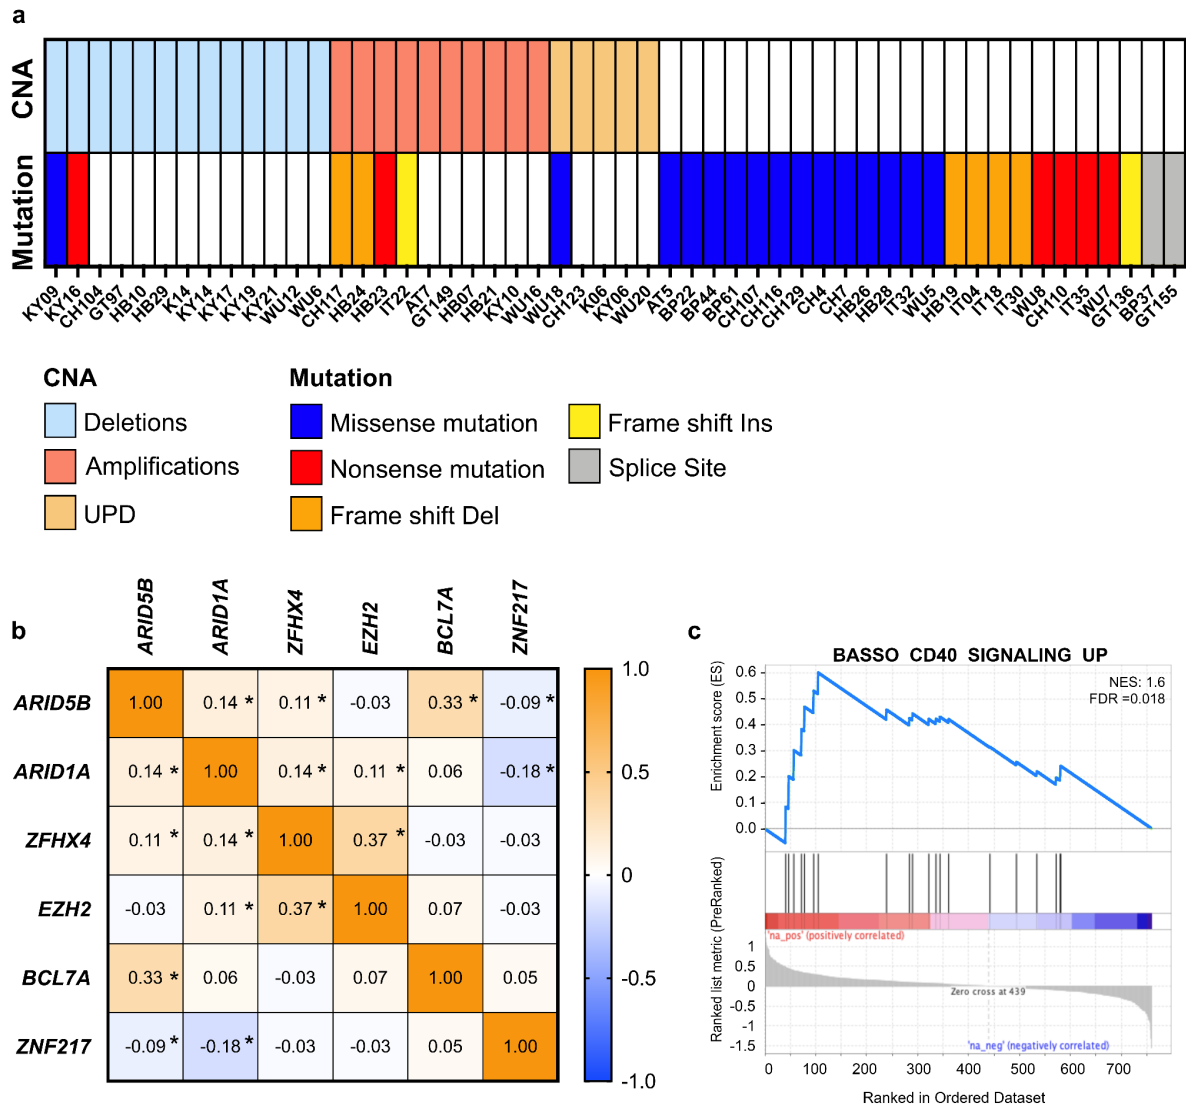 a
CNA
Mutation
KY09 KY16 CH104 GT97 HB10 HB29 K14 KY14 KY17 KY19 KY21 WU12 WU6 CH117 HB24 HB23 IT22 AT7 GT149 HB07 HB21 KY10 WU16 WU18 CH123 K06 KY06 WU20 AT5 BP22 BP44 BP61 CH107 CH116 CH129 CH4 CH7 HB26 HB28 IT32 WU5 HB19 IT04 IT18 IT30 WU8 CH110 IT35 WU7 GT136 BP37 GT155
CNA
Deletions
Amplifications
UPD
Mutation
Missense mutation
Nonsense mutation
Frame shift Del
Frame shift Ins
Splice Site
b
ARID5B ARID1A ZFHX4 EZH2 BCL7A ZNF217
ARID5B 1.00 0.14 * 0.11 * -0.03 0.33 * -0.09 *
ARID1A 0.14 * 1.00 0.14 * 0.11 * 0.06 -0.18 *
ZFHX4 0.11 * 0.14 * 1.00 0.37 * -0.03 -0.03
EZH2 -0.03 0.11 * 0.37 * 1.00 0.07 -0.03
BCL7A 0.33 * 0.06 -0.03 0.07 1.00 0.05
ZNF217 -0.09 * -0.18 * -0.03 -0.03 0.05 1.00
1.0
0.5
0
-0.5
-1.0
c
BASSO CD40 SIGNALING UP
NES: 1.6
FDR =0.018
Enrichment score (ES)
0.6
0.5
0.4
0.3
0.2
0.1
0.0
Ranked list metric (PreRanked)
'na_pos' (positively correlated)
1
0.5
0
-0.5
-1
-1.5
Zero cross at 439
'na_neg' (negatively correlated)
0 100 200 300 400 500 600 700
Ranked in Ordered Dataset